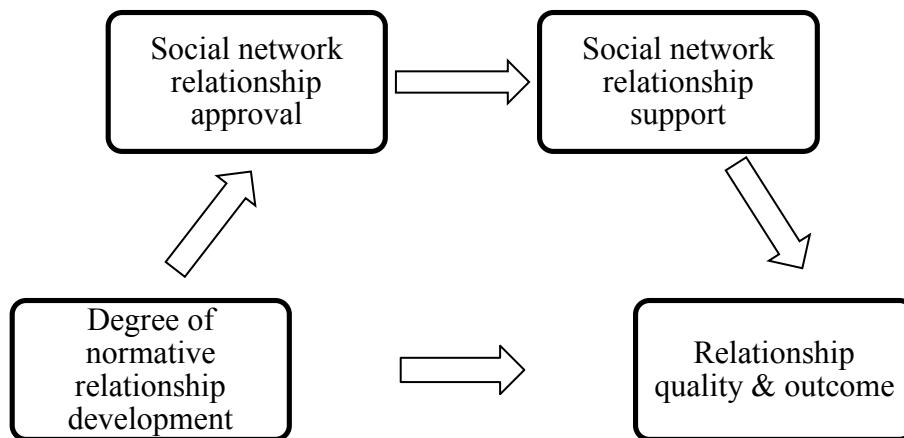 Social network
relationship
approval
Social network
relationship
support
Degree of
normative
relationship
development
Relationship
quality & outcome